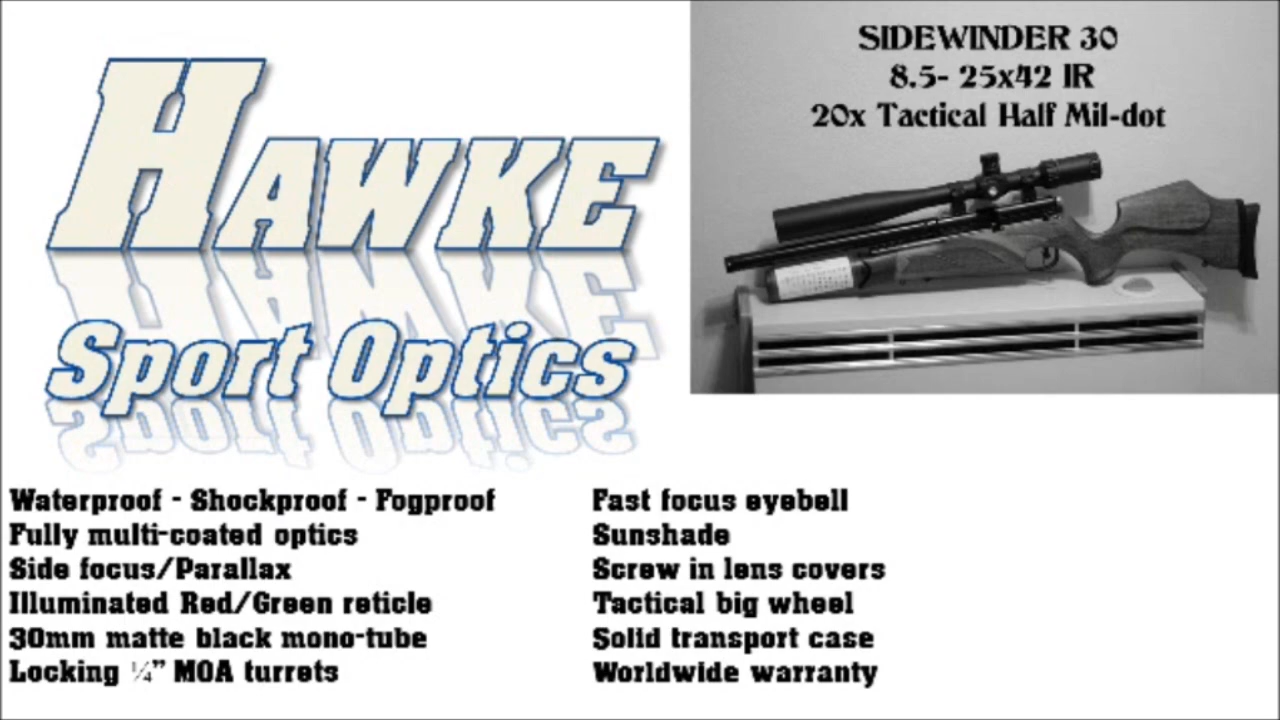 HAWKE
Sport Optics
SIDEWINDER 30
8.5- 25x42 IR
20x Tactical Half Mil-dot
Waterproof - Shockproof - Fogproof
Fully multi-coated optics
Side focus/Parallax
Illuminated Red/Green reticle
30mm matte black mono-tube
Locking ¼” MOA turrets
Fast focus eyebell
Sunshade
Screw in lens covers
Tactical big wheel
Solid transport case
Worldwide warranty